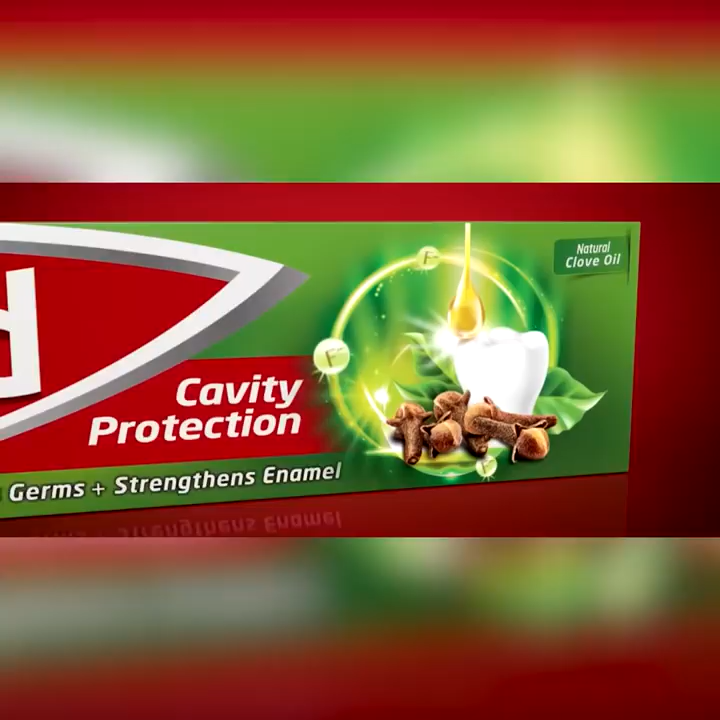 d
Natural
Clove Oil
F
F
Cavity
Protection
Germs + Strengthens Enamel